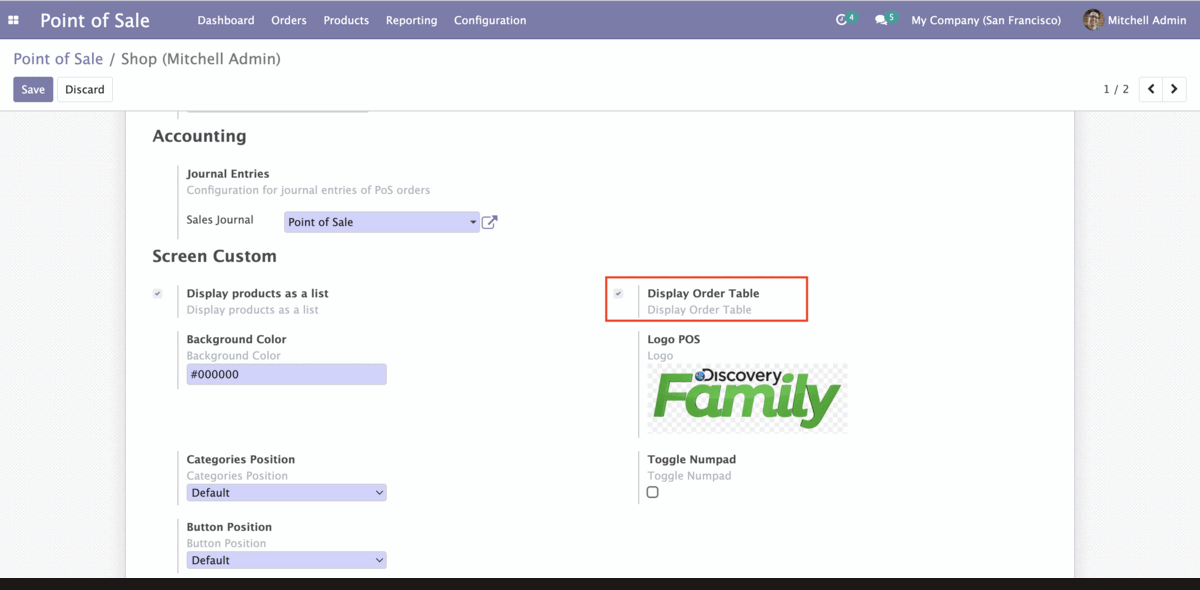 Point of Sale Dashboard Orders Products Reporting Configuration 4 5 My Company (San Francisco) Mitchell Admin
Point of Sale / Shop (Mitchell Admin)
Save Discard 1 / 2
Accounting
Journal Entries
Configuration for journal entries of PoS orders
Sales Journal Point of Sale
Screen Custom
Display products as a list
Display products as a list
Display Order Table
Display Order Table
Background Color
Background Color
#000000
Logo POS
Logo
Discovery
Family
Categories Position
Categories Position
Default
Toggle Numpad
Toggle Numpad
Button Position
Button Position
Default